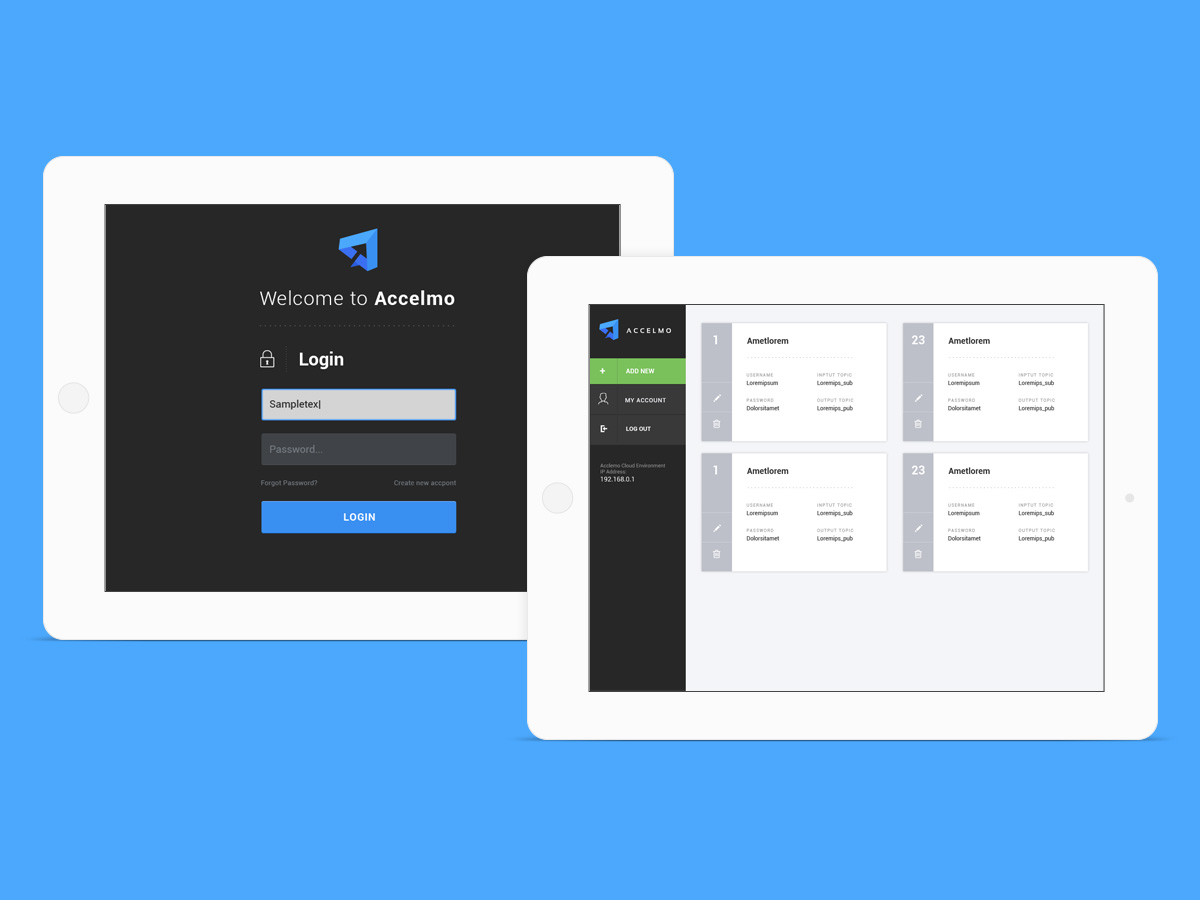 Welcome to Accelmo
Login
Sampletex
Password...
Forgot Password?
Create new accpont
LOGIN
ACCELMO
+ ADD NEW
MY ACCOUNT
LOG OUT
Acclemo Cloud Environment
IP Address:
192.168.0.1
1
Ametlorem
USERNAME
INPTUT TOPIC
Loremipsum
Loremips_sub
PASSWORD
OUTPUT TOPIC
Dolorsitamet
Loremips_pub
23
Ametlorem
USERNAME
INPTUT TOPIC
Loremipsum
Loremips_sub
PASSWORD
OUTPUT TOPIC
Dolorsitamet
Loremips_pub
1
Ametlorem
USERNAME
INPTUT TOPIC
Loremipsum
Loremips_sub
PASSWORD
OUTPUT TOPIC
Dolorsitamet
Loremips_pub
23
Ametlorem
USERNAME
INPTUT TOPIC
Loremipsum
Loremips_sub
PASSWORD
OUTPUT TOPIC
Dolorsitamet
Loremips_pub